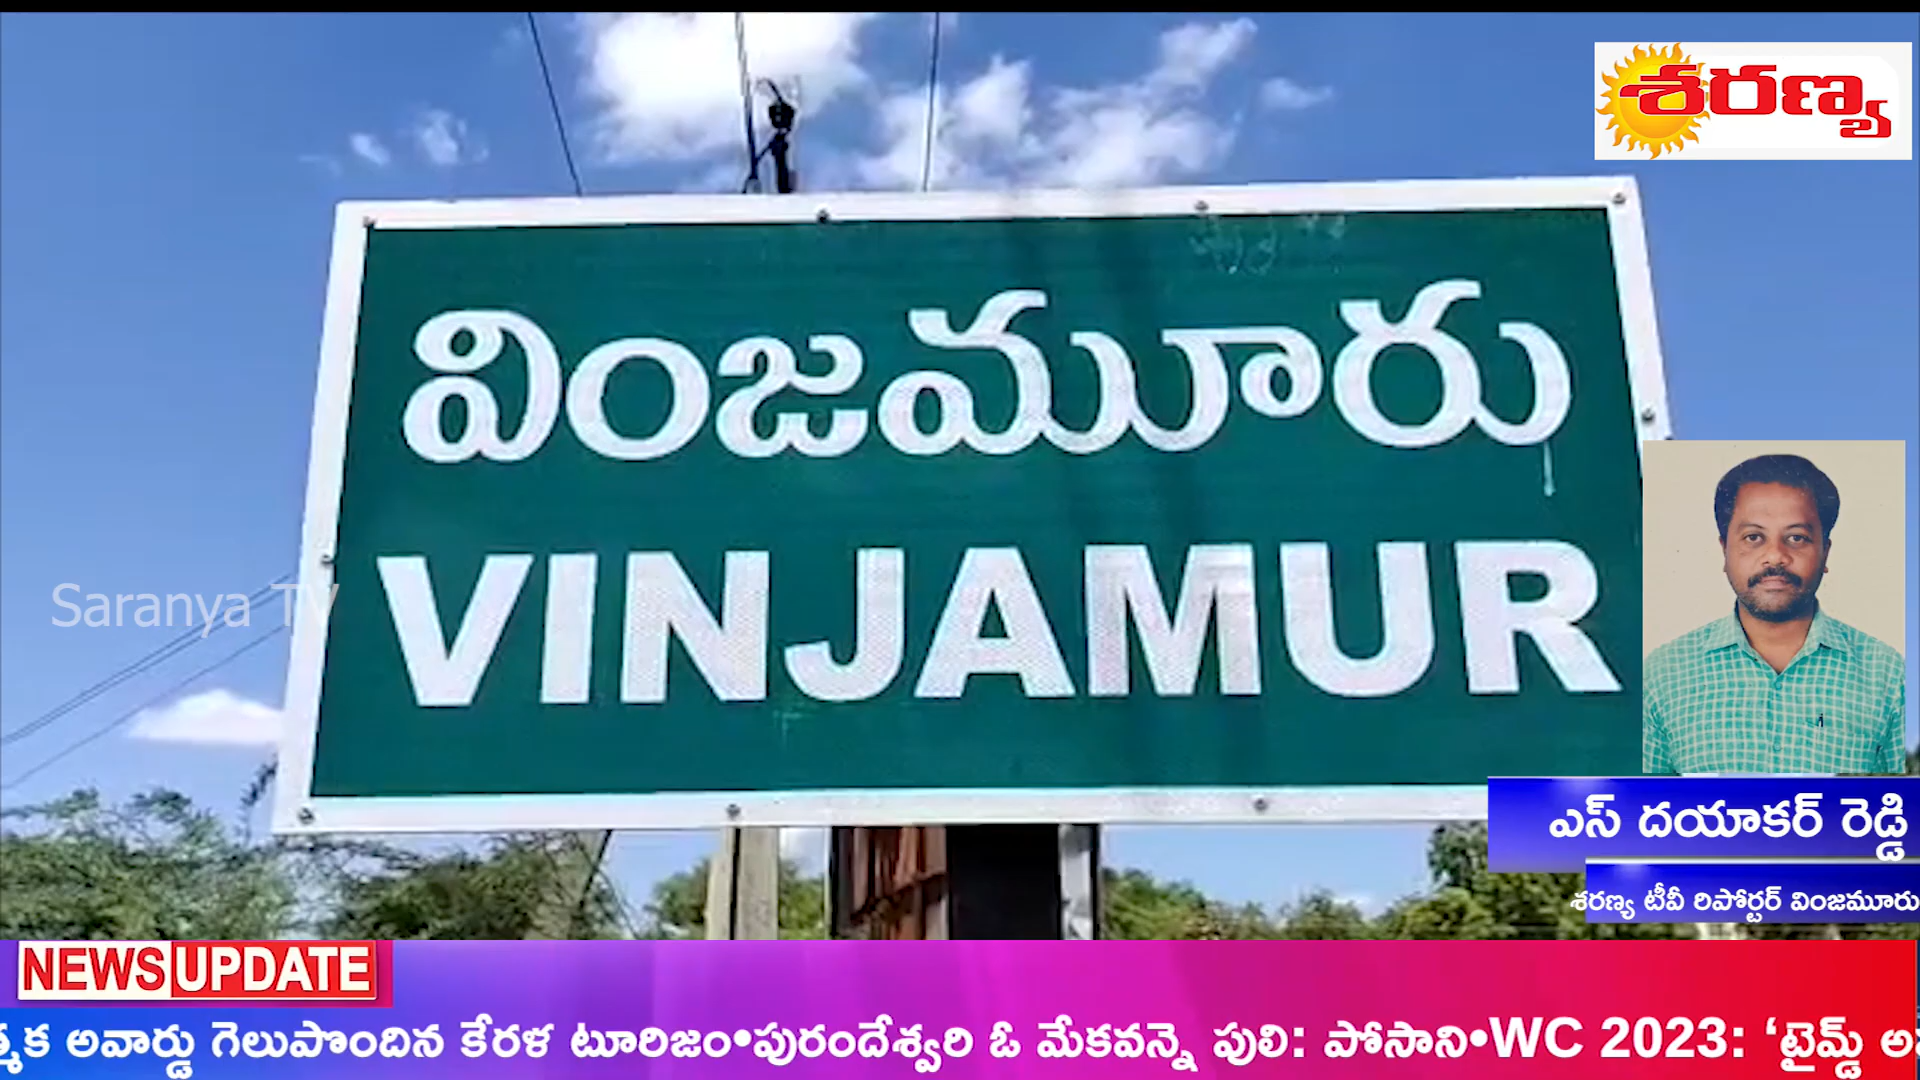 శరణ్య
వింజమూరు
VINJAMUR
Saranya TV
ఎస్ దయాకర్ రెడ్డి
శరణ్య టీవీ రిపోర్టర్ వింజమూరు
NEWS UPDATE
అవార్డు గెలుపొందిన కేరళ టూరిజం•పురందేశ్వరి ఓ మేకవన్నె పులి: పోసాని•WC 2023: ‘టైమ్డ్